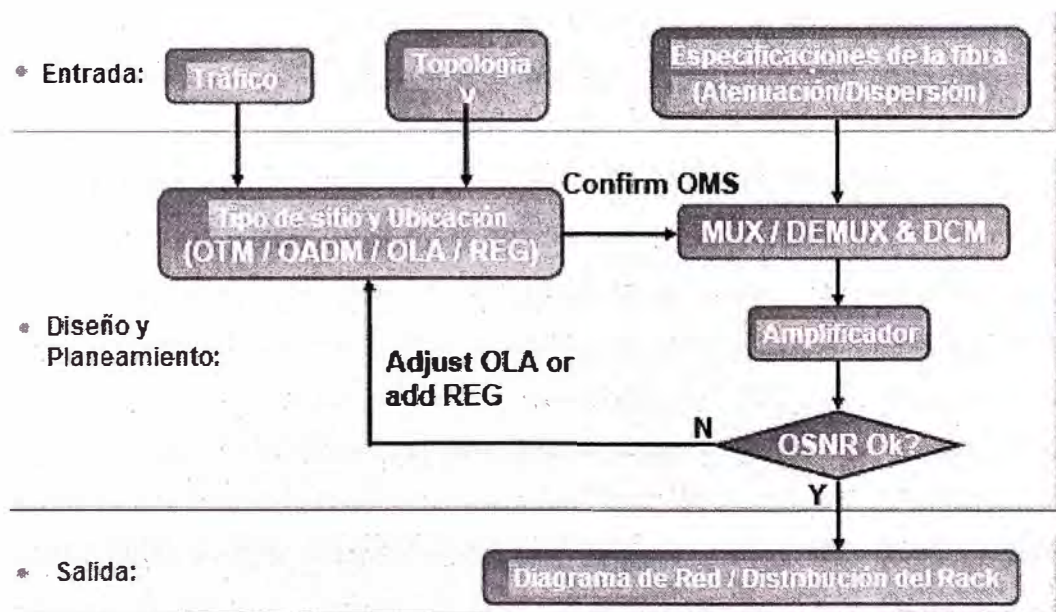 Entrada:
Tráfico
Topología
y
Especificaciones de la fibra
(Atenuación/Dispersión)
Confirm OMS
Tipo de sitio y Ubicación
(OTM / OADM / OLA / REG)
MUX / DEMUX & DCM
Diseño y
Planeamiento:
Amplificador
Adjust OLA or
add REG
N
OSNR Ok?
Y
Salida:
Diagrama de Red / Distribución del Rack